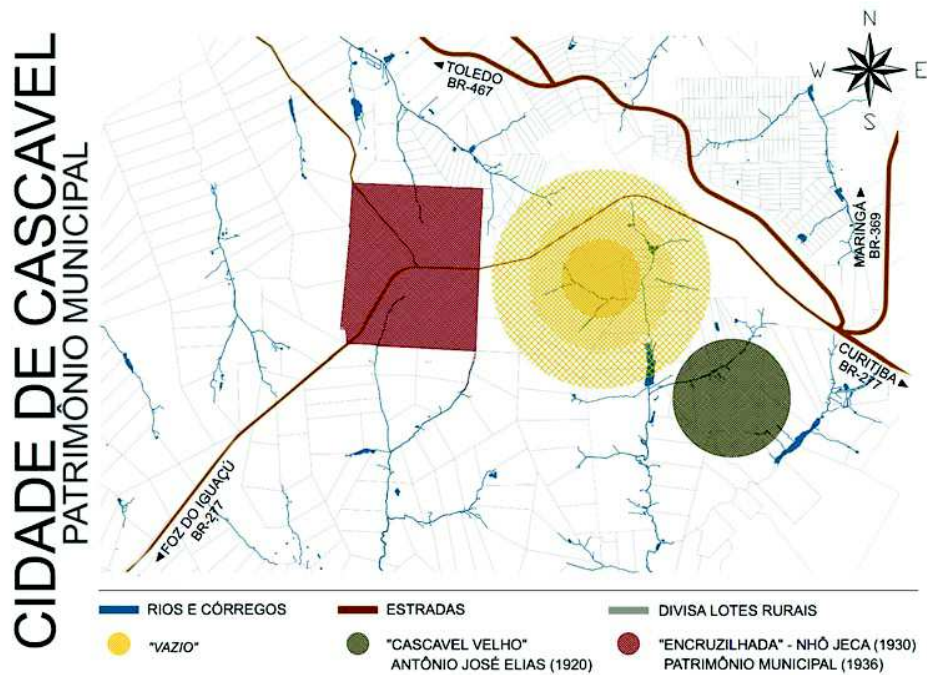 CIDADE DE CASCAVEL
PATRIMÔNIO MUNICIPAL
N
W
E
S
TOLEDO
BR-467
MARINGÁ
BR-369
CURITIBA
BR-277
FOZ DO IGUAÇÚ
BR-277
RIOS E CÓRREGOS
ESTRADAS
DIVISA LOTES RURAIS
"VAZIO"
"CASCAVEL VELHO"
ANTÔNIO JOSÉ ELIAS (1920)
"ENCRUZILHADA" - NHÔ JECA (1930)
PATRIMÔNIO MUNICIPAL (1936)